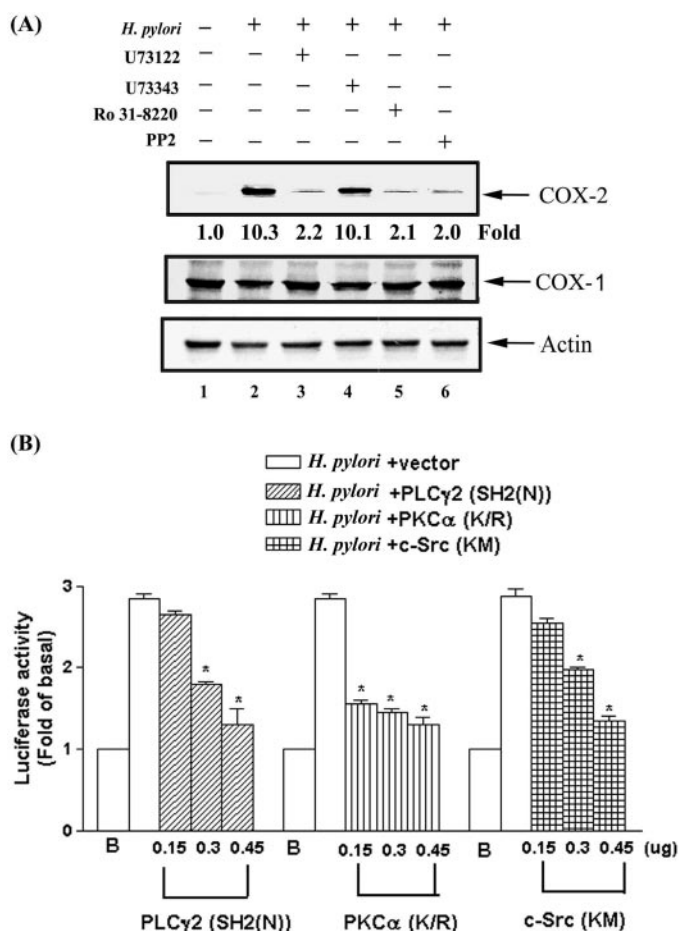 (A)
H. pylori – + + + + +
U73122 – – + – – –
U73343 – – – + – –
Ro 31-8220 – – – – + –
PP2 – – – – – +
COX-2
1.0 10.3 2.2 10.1 2.1 2.0 Fold
COX-1
Actin
1 2 3 4 5 6
(B)
H. pylori +vector
H. pylori +PLCγ2 (SH2(N))
H. pylori +PKCα (K/R)
H. pylori +c-Src (KM)
Luciferase activity
(Fold of basal)
3
2
1
0
* * * * * * *
B 0.15 0.3 0.45 B 0.15 0.3 0.45 B 0.15 0.3 0.45 (ug)
PLCγ2 (SH2(N)) PKCα (K/R) c-Src (KM)